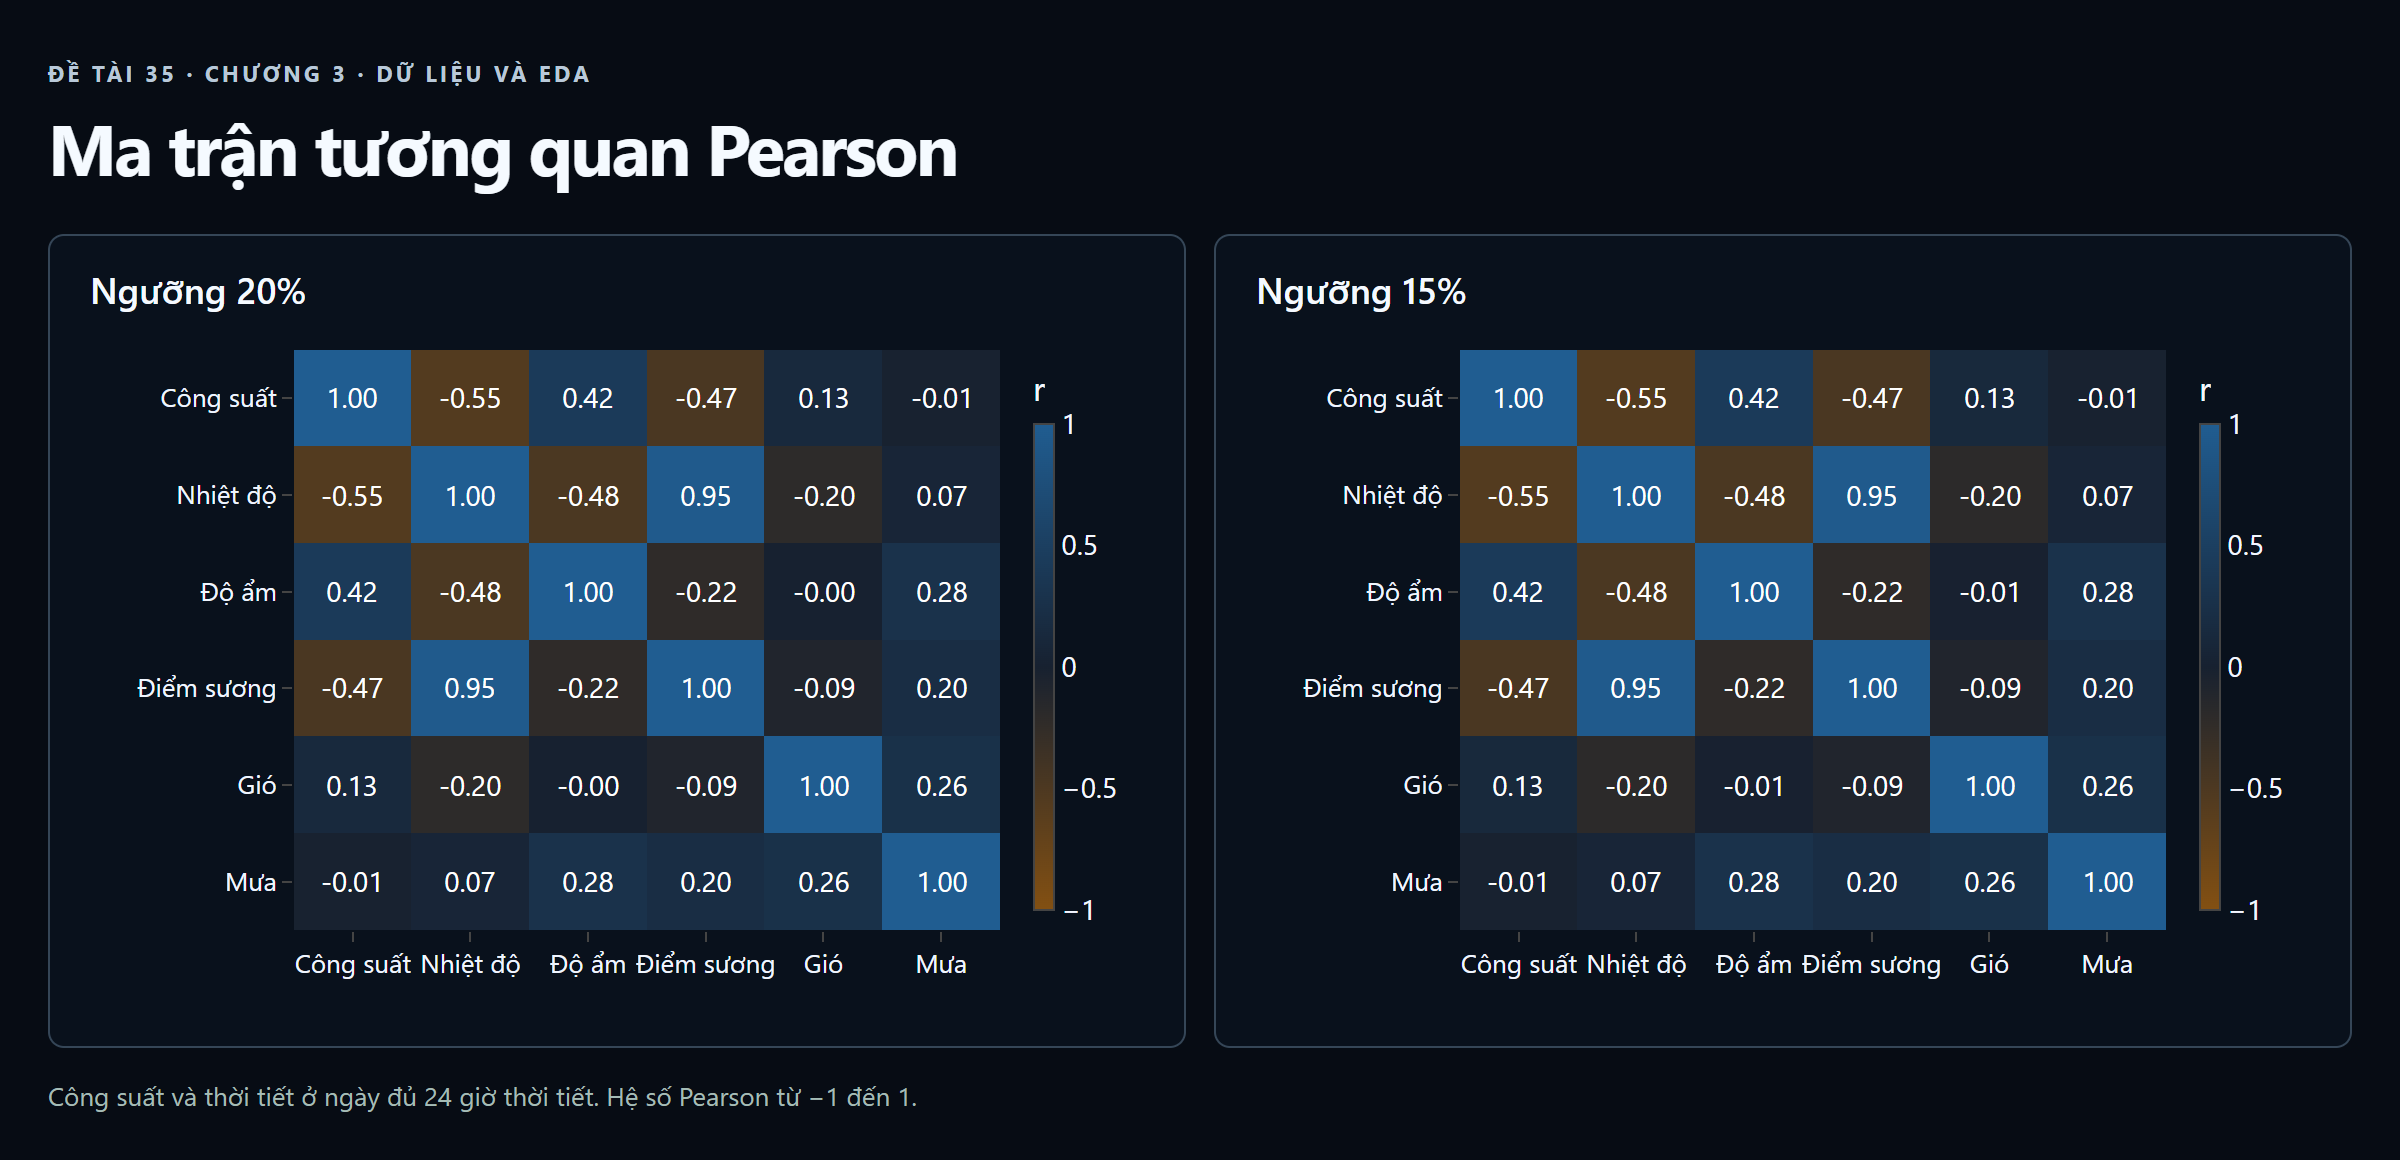 ĐỀ TÀI 35 · CHƯƠNG 3 · DỮ LIỆU VÀ EDA
Ma trận tương quan Pearson
Ngưỡng 20%
Công suất 1.00 -0.55 0.42 -0.47 0.13 -0.01
Nhiệt độ -0.55 1.00 -0.48 0.95 -0.20 0.07
Độ ẩm 0.42 -0.48 1.00 -0.22 -0.00 0.28
Điểm sương -0.47 0.95 -0.22 1.00 -0.09 0.20
Gió 0.13 -0.20 -0.00 -0.09 1.00 0.26
Mưa -0.01 0.07 0.28 0.20 0.26 1.00
Công suất Nhiệt độ Độ ẩm Điểm sương Gió Mưa
r
1
0.5
0
−0.5
−1
Ngưỡng 15%
Công suất 1.00 -0.55 0.42 -0.47 0.13 -0.01
Nhiệt độ -0.55 1.00 -0.48 0.95 -0.20 0.07
Độ ẩm 0.42 -0.48 1.00 -0.22 -0.01 0.28
Điểm sương -0.47 0.95 -0.22 1.00 -0.09 0.20
Gió 0.13 -0.20 -0.01 -0.09 1.00 0.26
Mưa -0.01 0.07 0.28 0.20 0.26 1.00
Công suất Nhiệt độ Độ ẩm Điểm sương Gió Mưa
r
1
0.5
0
−0.5
−1
Công suất và thời tiết ở ngày đủ 24 giờ thời tiết. Hệ số Pearson từ −1 đến 1.